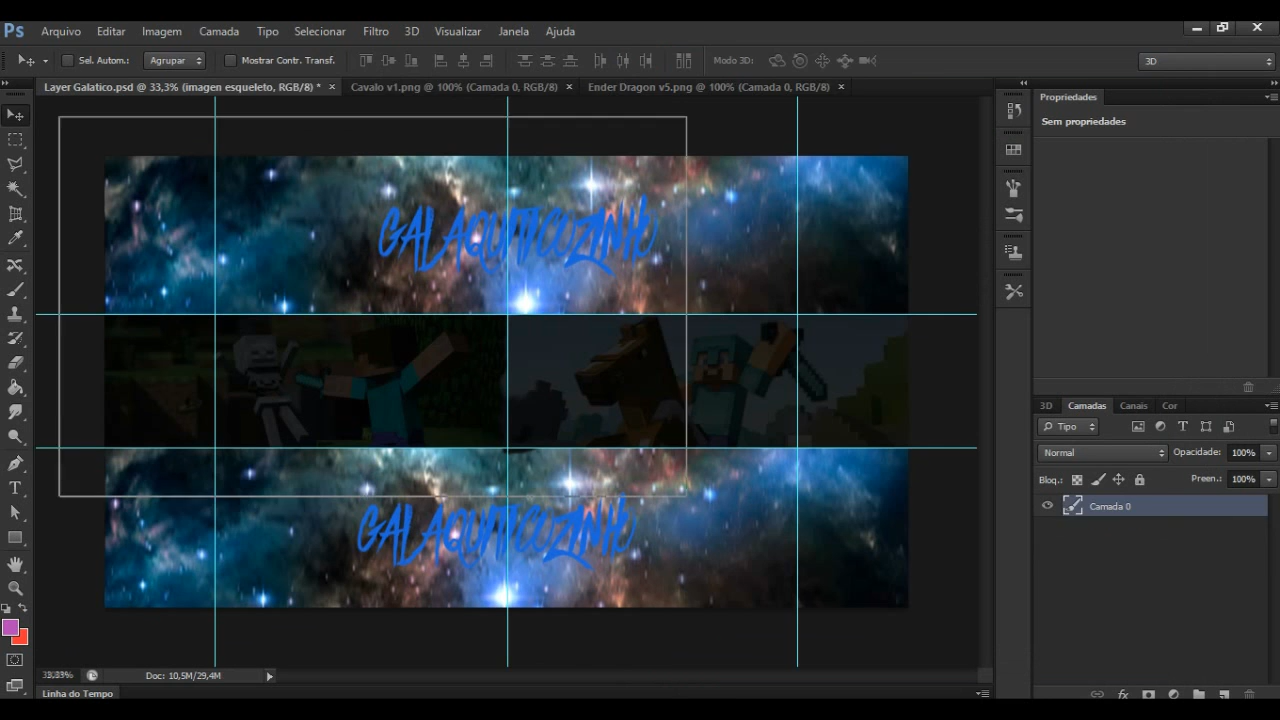 Ps Arquivo Editar Imagem Camada Tipo Selecionar Filtro 3D Visualizar Janela Ajuda
Sel. Autom.: Agrupar Mostrar Contr. Transf. Modo 3D: 3D
Layer Galatico.psd @ 33,3% (imagen esqueleto, RGB/8) * × Cavalo v1.png @ 100% (Camada 0, RGB/8) × Ender Dragon v5.png @ 100% (Camada 0, RGB/8) ×
Propriedades
Sem propriedades
GALAQUITICOZINHO
3D Camadas Canais Cor
Tipo
Normal Opacidade: 100%
Bloq.: Preen.: 100%
Camada 0
GALAQUITICOZINHO
33,33% Doc: 10,5M/29,4M
Linha do Tempo